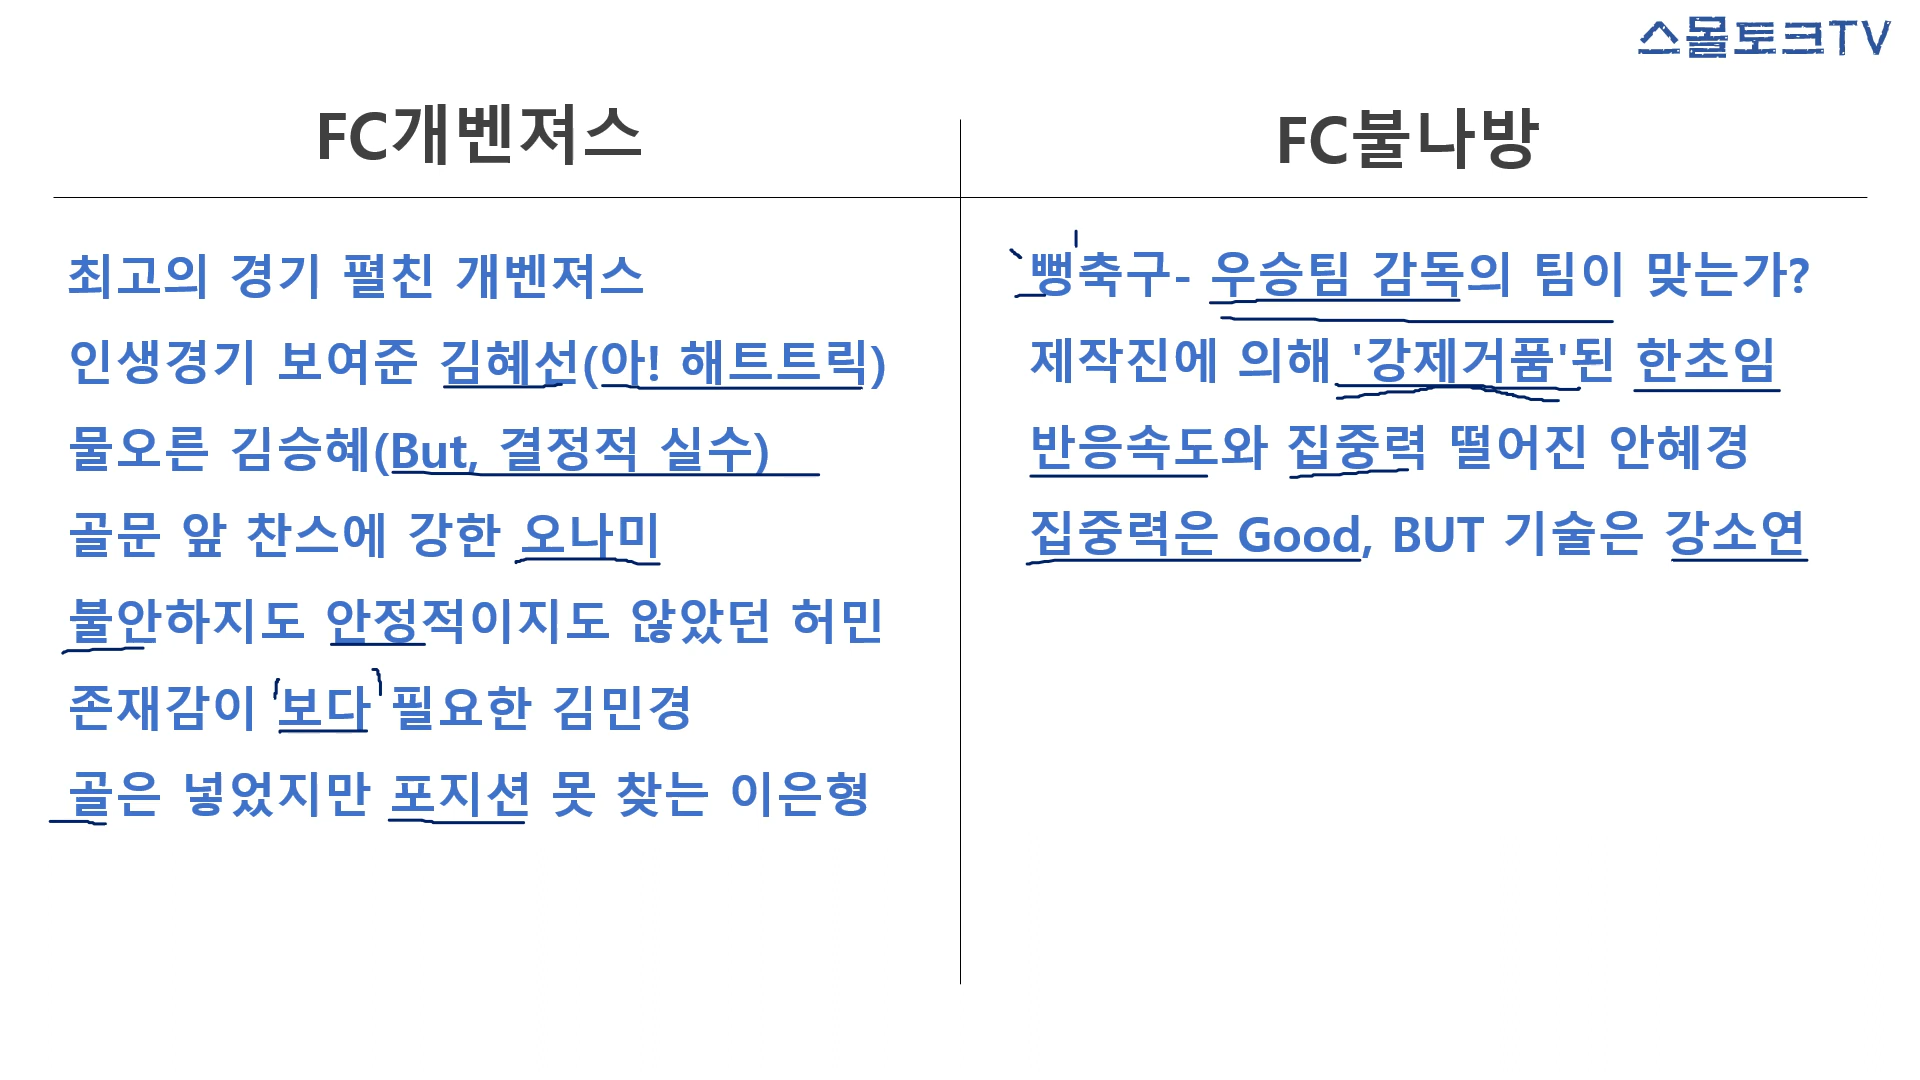 스몰토크TV
FC개벤져스
최고의 경기 펼친 개벤져스
인생경기 보여준 김혜선(아! 해트트릭)
물오른 김승혜(But, 결정적 실수)
골문 앞 찬스에 강한 오나미
불안하지도 안정적이지도 않았던 허민
존재감이 보다 필요한 김민경
골은 넣었지만 포지션 못 찾는 이은형
FC불나방
뻥축구- 우승팀 감독의 팀이 맞는가?
제작진에 의해 '강제거품'된 한초임
반응속도와 집중력 떨어진 안혜경
집중력은 Good, BUT 기술은 강소연